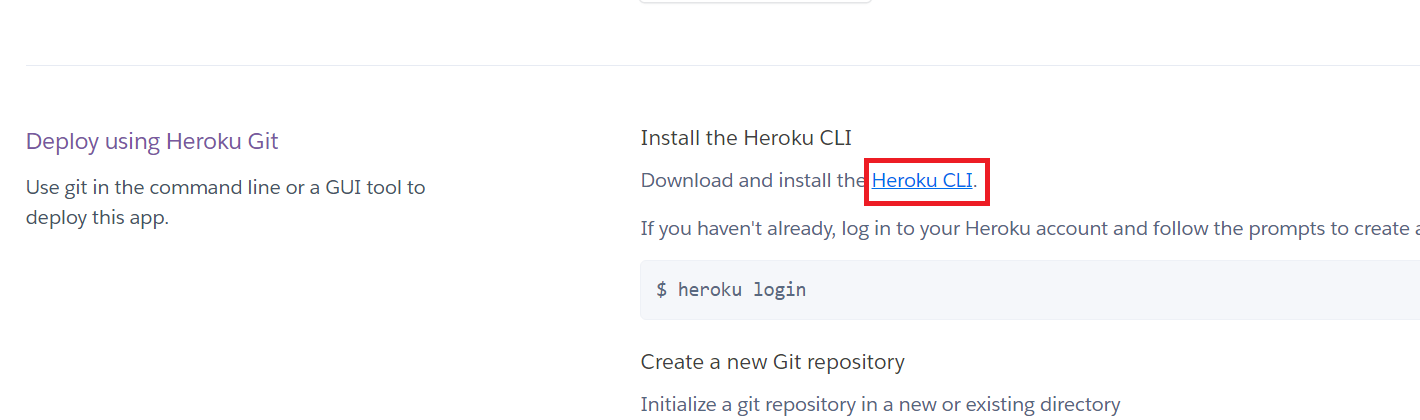 Deploy using Heroku Git
Use git in the command line or a GUI tool to
deploy this app.
Install the Heroku CLI
Download and install the Heroku CLI.
If you haven't already, log in to your Heroku account and follow the prompts to create a
$ heroku login
Create a new Git repository
Initialize a git repository in a new or existing directory